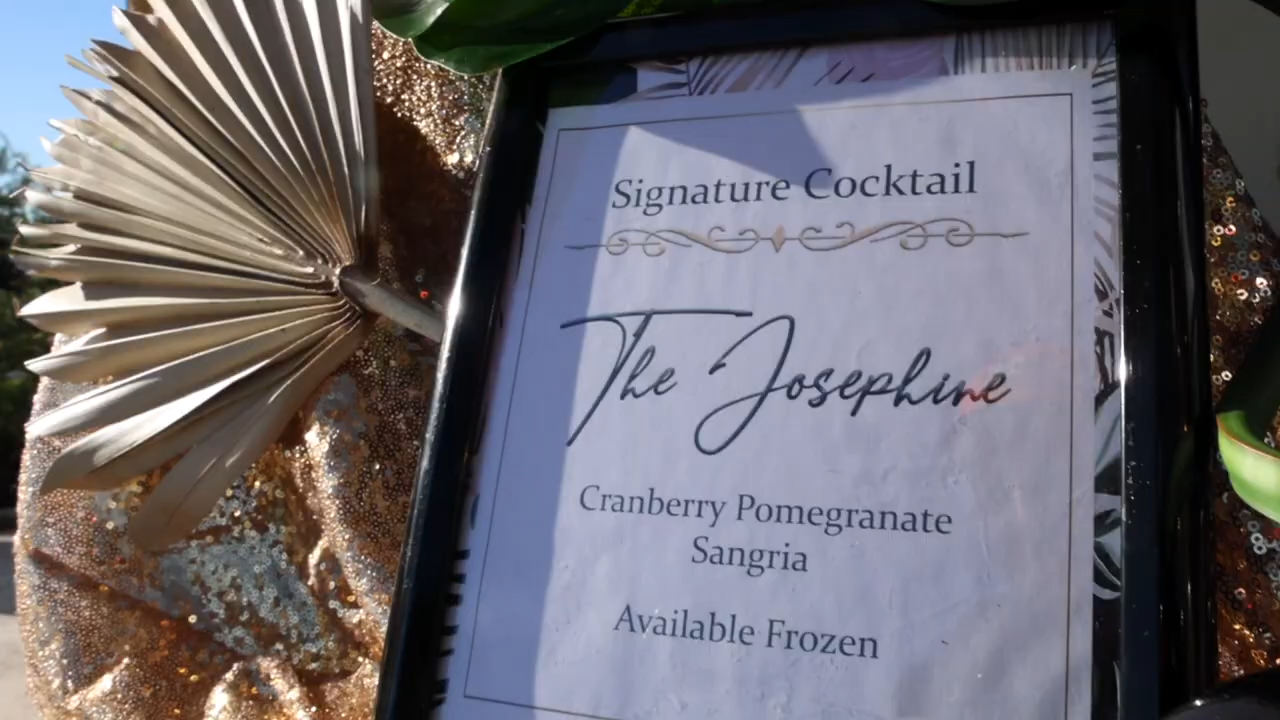 Signature Cocktail
The Josephine
Cranberry Pomegranate
Sangria
Available Frozen